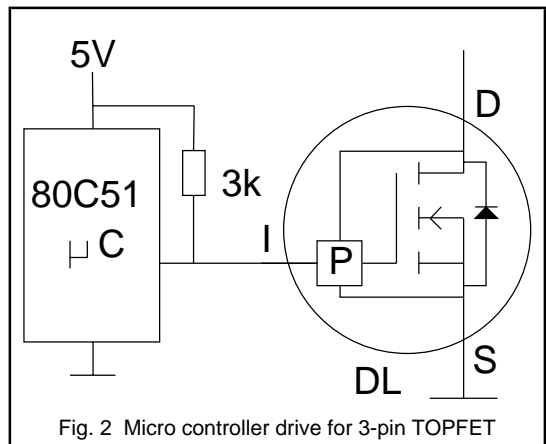 5V
D
80C51
3k
μC
I
P
S
DL
Fig. 2 Micro controller drive for 3-pin TOPFET